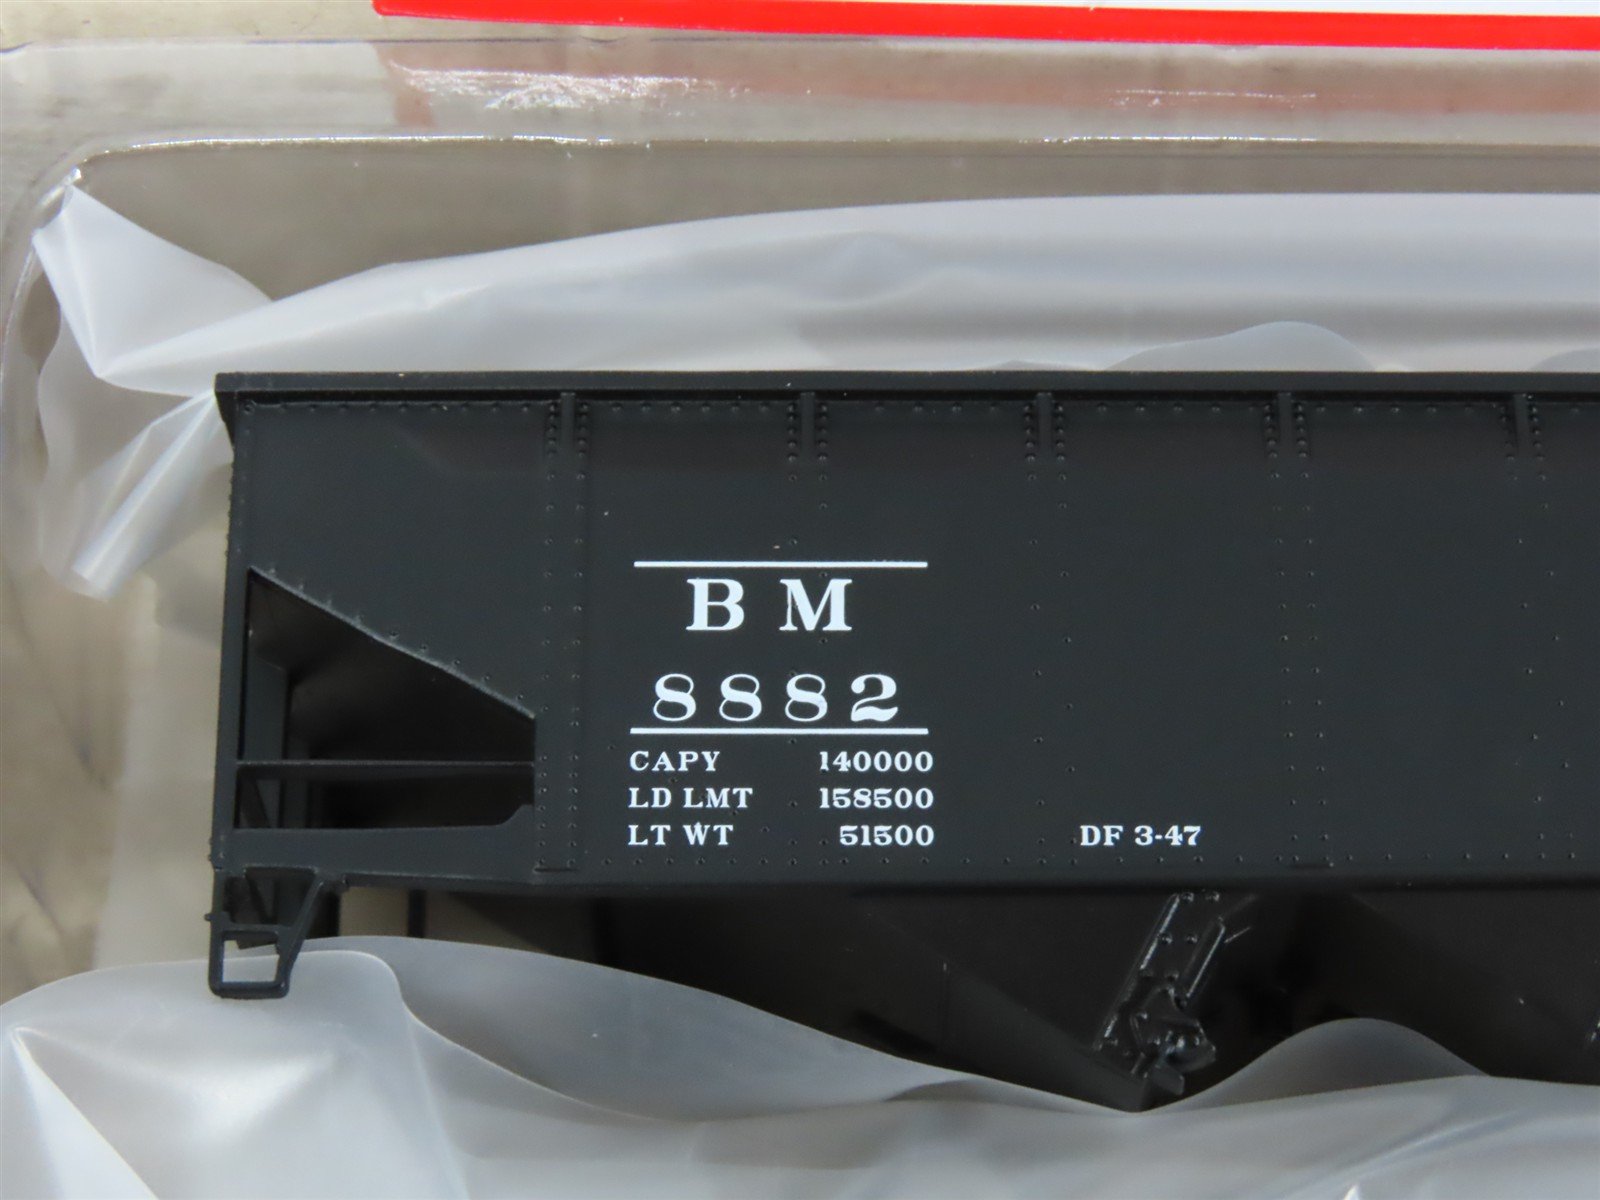 B M
8882
CAPY 140000
LD LMT 158500
LT WT 51500 DF 3-47